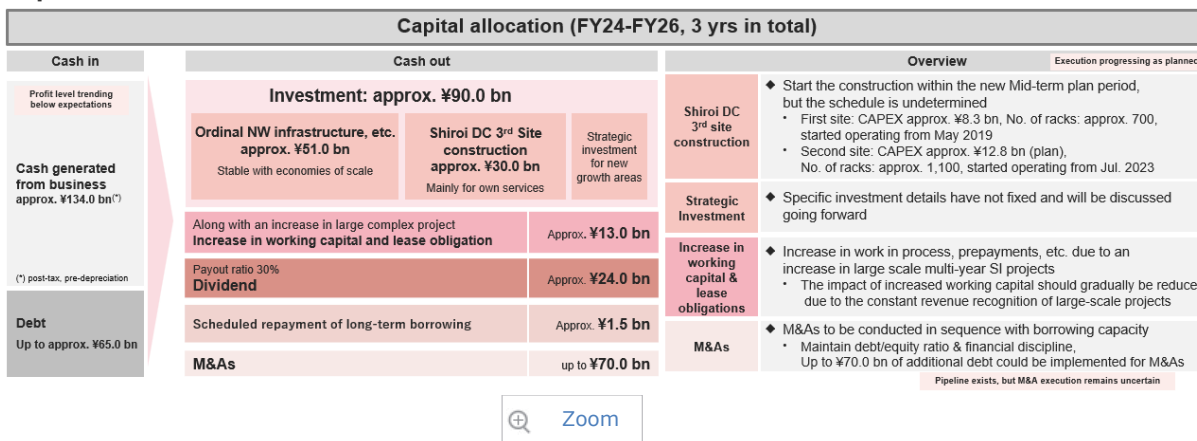 Capital allocation (FY24-FY26, 3 yrs in total)
Cash in
Profit level trending
below expectations
Cash generated
from business
approx. ¥134.0 bn(*)
(*) post-tax, pre-depreciation
Debt
Up to approx. ¥65.0 bn
Cash out
Investment: approx. ¥90.0 bn
Ordinal NW infrastructure, etc.
approx. ¥51.0 bn
Stable with economies of scale
Shiroi DC 3rd Site
construction
approx. ¥30.0 bn
Mainly for own services
Strategic
investment
for new
growth areas
Along with an increase in large complex project
Increase in working capital and lease obligation
Approx. ¥13.0 bn
Payout ratio 30%
Dividend
Approx. ¥24.0 bn
Scheduled repayment of long-term borrowing
Approx. ¥1.5 bn
M&As
up to ¥70.0 bn
Overview
Execution progressing as planned
Shiroi DC
3rd site
construction
◆ Start the construction within the new Mid-term plan period,
but the schedule is undetermined
• First site: CAPEX approx. ¥8.3 bn, No. of racks: approx. 700,
started operating from May 2019
• Second site: CAPEX approx. ¥12.8 bn (plan),
No. of racks: approx. 1,100, started operating from Jul. 2023
Strategic
Investment
◆ Specific investment details have not fixed and will be discussed
going forward
Increase in
working
capital &
lease
obligations
◆ Increase in work in process, prepayments, etc. due to an
increase in large scale multi-year SI projects
• The impact of increased working capital should gradually be reduce
due to the constant revenue recognition of large-scale projects
M&As
◆ M&As to be conducted in sequence with borrowing capacity
• Maintain debt/equity ratio & financial discipline,
Up to ¥70.0 bn of additional debt could be implemented for M&As
Pipeline exists, but M&A execution remains uncertain
Zoom